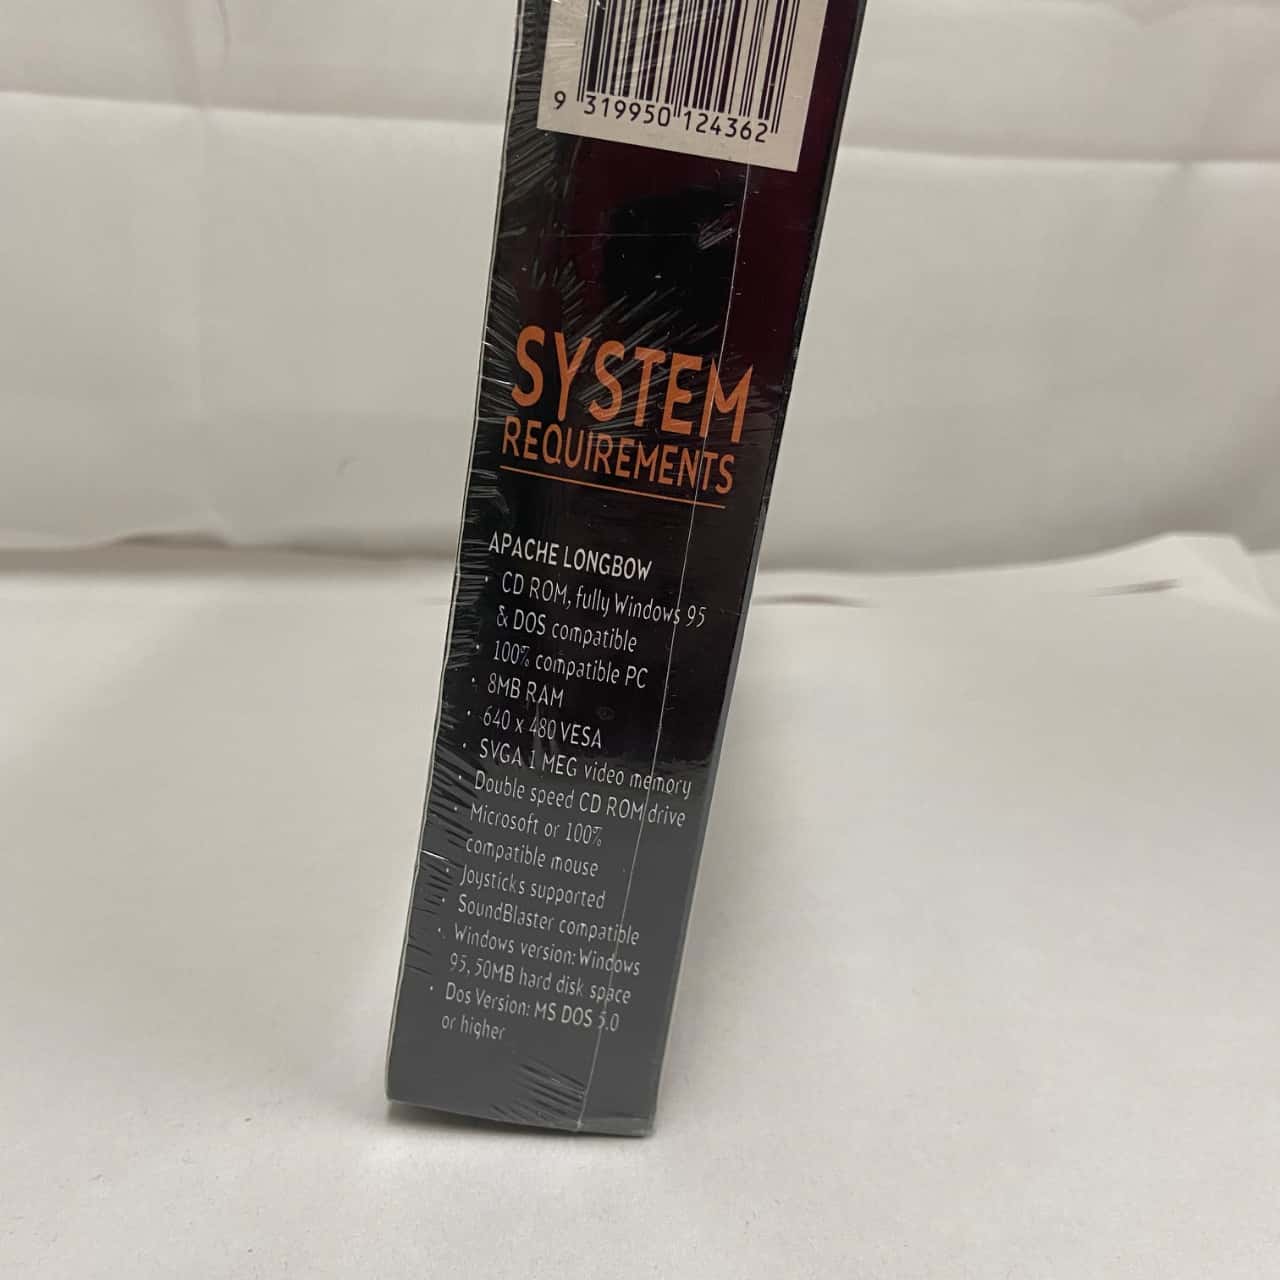 9 319950 124362
SYSTEM
REQUIREMENTS
APACHE LONGBOW
· CD ROM, fully Windows 95
& DOS compatible
· 100% compatible PC
· 8MB RAM
· 640 x 480 VESA
· SVGA 1 MEG video memory
· Double speed CD ROM drive
· Microsoft or 100%
compatible mouse
· Joysticks supported
· SoundBlaster compatible
· Windows version: Windows
95, 50MB hard disk space
· Dos Version: MS DOS 5.0
or higher